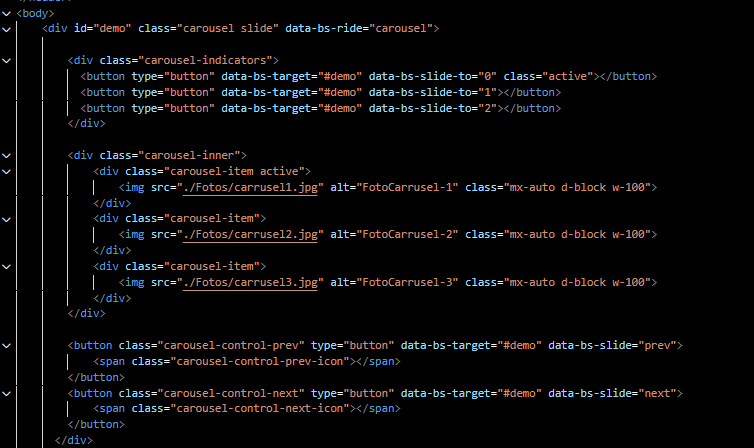 </header>
<body>
<div id="demo" class="carousel slide" data-bs-ride="carousel">
<div class="carousel-indicators">
<button type="button" data-bs-target="#demo" data-bs-slide-to="0" class="active"></button>
<button type="button" data-bs-target="#demo" data-bs-slide-to="1"></button>
<button type="button" data-bs-target="#demo" data-bs-slide-to="2"></button>
</div>
<div class="carousel-inner">
<div class="carousel-item active">
<img src="./Fotos/carrusel1.jpg" alt="FotoCarrusel-1" class="mx-auto d-block w-100">
</div>
<div class="carousel-item">
<img src="./Fotos/carrusel2.jpg" alt="FotoCarrusel-2" class="mx-auto d-block w-100">
</div>
<div class="carousel-item">
<img src="./Fotos/carrusel3.jpg" alt="FotoCarrusel-3" class="mx-auto d-block w-100">
</div>
</div>
<button class="carousel-control-prev" type="button" data-bs-target="#demo" data-bs-slide="prev">
<span class="carousel-control-prev-icon"></span>
</button>
<button class="carousel-control-next" type="button" data-bs-target="#demo" data-bs-slide="next">
<span class="carousel-control-next-icon"></span>
</button>
</div>